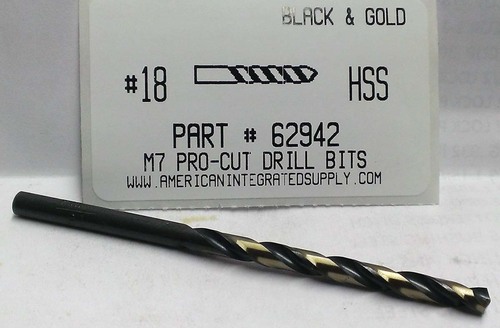 BLACK & GOLD
#18
HSS
PART # 62942
M7 PRO-CUT DRILL BITS
WWW.AMERICANINTEGRATEDSUPPLY.COM